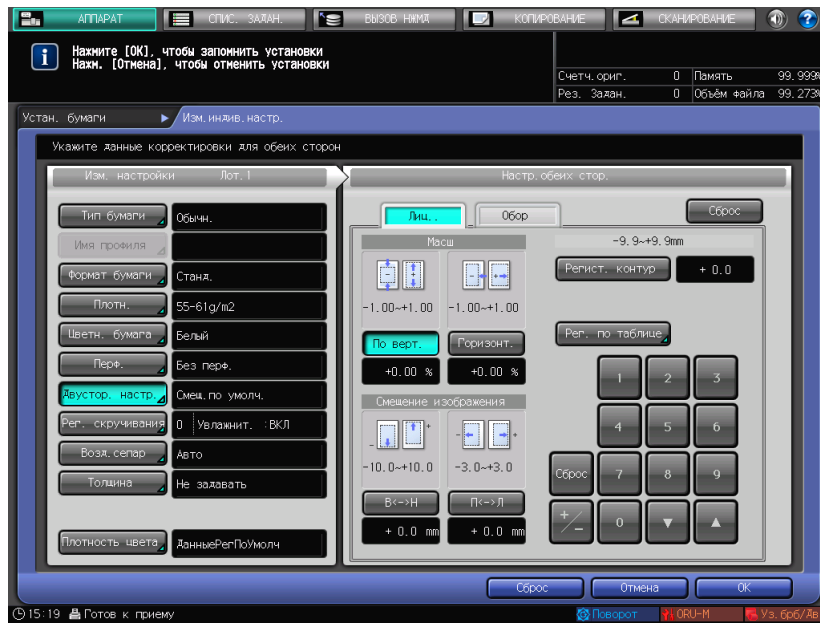 АППАРАТ
СПИС. ЗАДАН.
ВЫЗОВ НЖМД
КОПИРОВАНИЕ
СКАНИРОВАНИЕ
Нажмите [OK], чтобы запомнить установки
Нажм. [Отмена], чтобы отменить установки
Счетч.ориг. 0 Память 99.999%
Рез. Задан. 0 Объём файла 99.273%
Устан. бумаги
Изм.индив.настр.
Укажите данные корректировки для обеих сторон
Изм. настройки Лот.1
Тип бумаги Обычн.
Имя профиля
Формат бумаги Станд.
Плотн. 55-61g/m2
Цветн. бумага Белый
Перф. Без перф.
Двустор. настр. Смещ.по умолч.
Рег. скручивания 0 Увлажнит. :ВКЛ
Возд.сепар Авто
Толщина Не задавать
Плотность цвета ДанныеРегПоУмолч
Настр.обеих стор.
Лиц..
Обор
Сброс
Масш
-1.00~+1.00 -1.00~+1.00
По верт. Горизонт.
+0.00 % +0.00 %
Смещение изображения
- + - +
-10.0~+10.0 -3.0~+3.0
В<->Н П<->Л
+ 0.0 mm + 0.0 mm
-9.9~+9.9mm
Регист. контур + 0.0
Рег. по таблице
1 2 3
4 5 6
Сброс 7 8 9
+/- 0 ▼ ▲
Сброс Отмена OK
15:19 Готов к приему
Поворот
ORU-M
Уз.брб/Дв